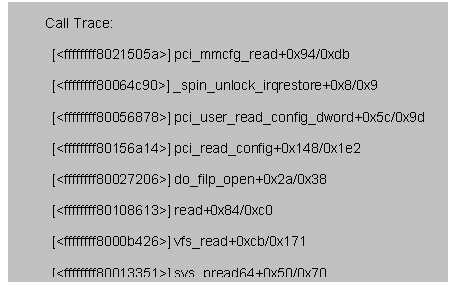 Call Trace:
[<ffffffff8021505a>] pci_mmcfg_read+0x94/0xdb
[<ffffffff80064c90>] _spin_unlock_irqrestore+0x8/0x9
[<ffffffff80056878>] pci_user_read_config_dword+0x5c/0x9d
[<ffffffff80156a14>] pci_read_config+0x148/0x1e2
[<ffffffff80027206>] do_filp_open+0x2a/0x38
[<ffffffff80108613>] read+0x84/0xc0
[<ffffffff8000b426>] vfs_read+0xcb/0x171
[<ffffffff80013351>] sys_pread64+0x50/0x70